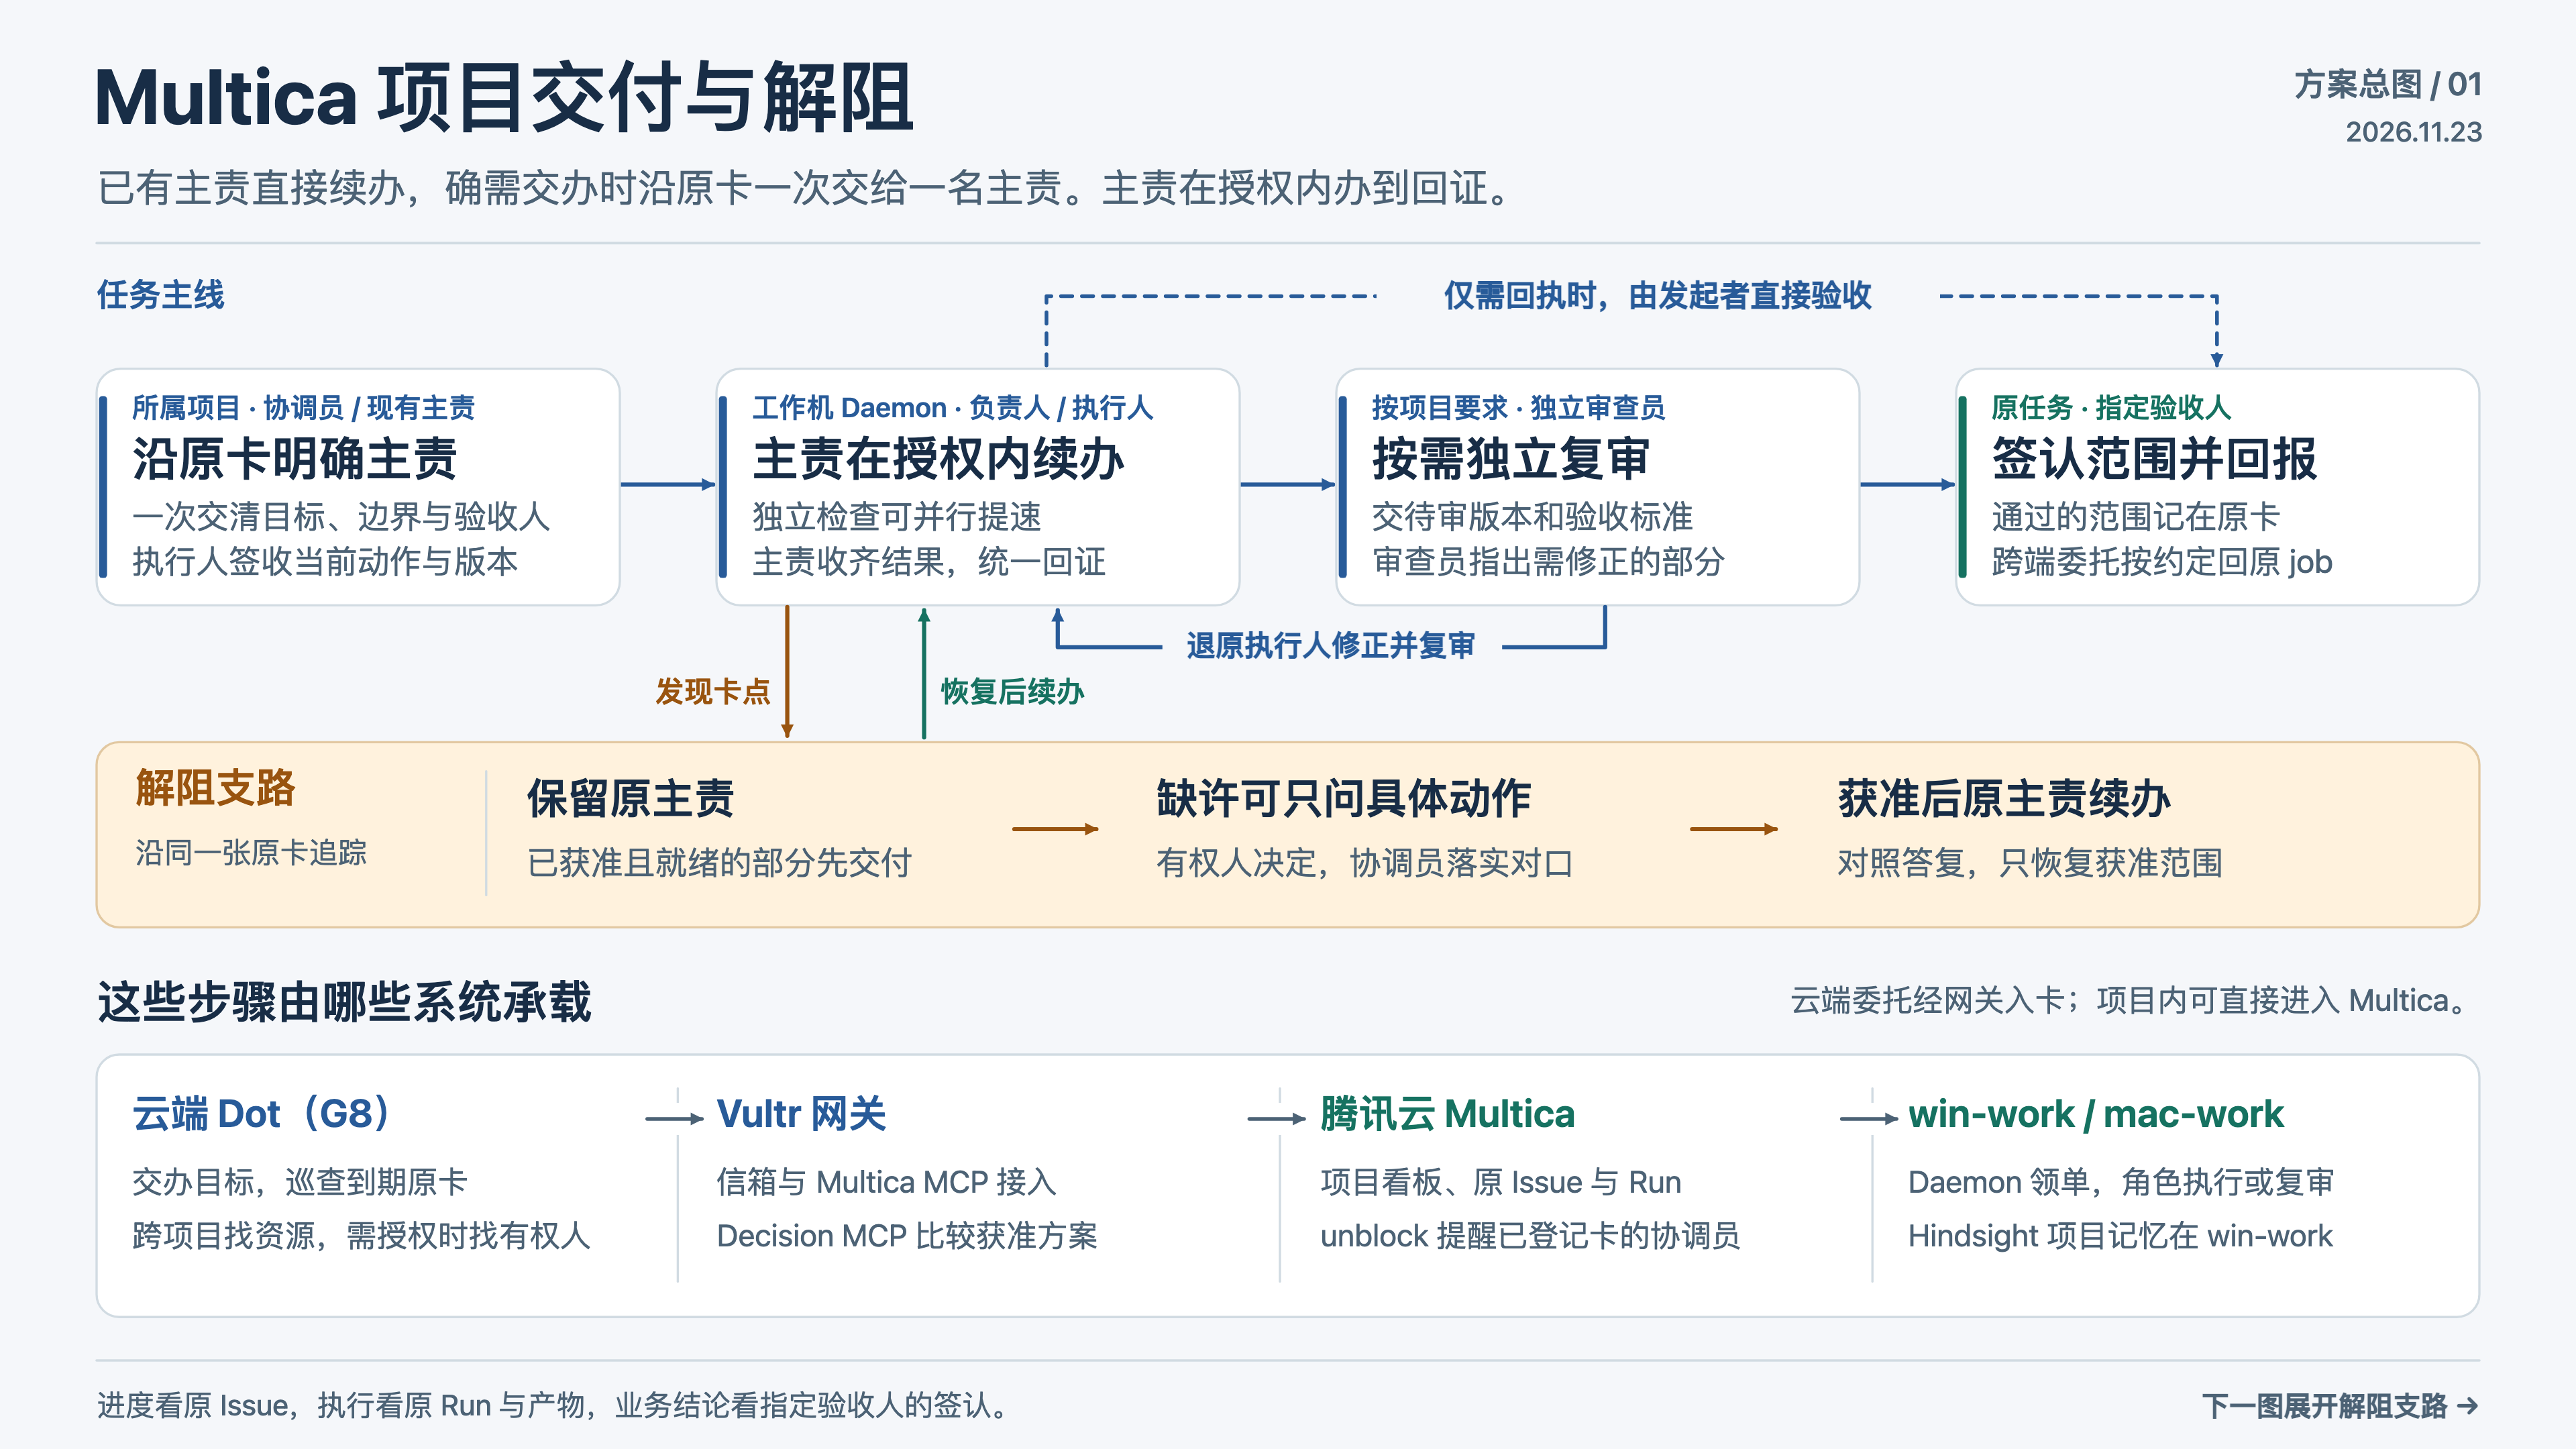 Multica 项目交付与解阻
方案总图 / 01
2026.11.23
已有主责直接续办，确需交办时沿原卡一次交给一名主责。主责在授权内办到回证。
任务主线
仅需回执时，由发起者直接验收
所属项目 · 协调员 / 现有主责
沿原卡明确主责
一次交清目标、边界与验收人
执行人签收当前动作与版本
工作机 Daemon · 负责人 / 执行人
主责在授权内续办
独立检查可并行提速
主责收齐结果，统一回证
按项目要求 · 独立审查员
按需独立复审
交待审版本和验收标准
审查员指出需修正的部分
原任务 · 指定验收人
签认范围并回报
通过的范围记在原卡
跨端委托按约定回原 job
退原执行人修正并复审
发现卡点
恢复后续办
解阻支路
沿同一张原卡追踪
保留原主责
已获准且就绪的部分先交付
缺许可只问具体动作
有权人决定，协调员落实对口
获准后原主责续办
对照答复，只恢复获准范围
这些步骤由哪些系统承载
云端委托经网关入卡；项目内可直接进入 Multica。
云端 Dot（G8）
交办目标，巡查到期原卡
跨项目找资源，需授权时找有权人
Vultr 网关
信箱与 Multica MCP 接入
Decision MCP 比较获准方案
腾讯云 Multica
项目看板、原 Issue 与 Run
unblock 提醒已登记卡的协调员
win-work / mac-work
Daemon 领单，角色执行或复审
Hindsight 项目记忆在 win-work
进度看原 Issue，执行看原 Run 与产物，业务结论看指定验收人的签认。
下一图展开解阻支路 →